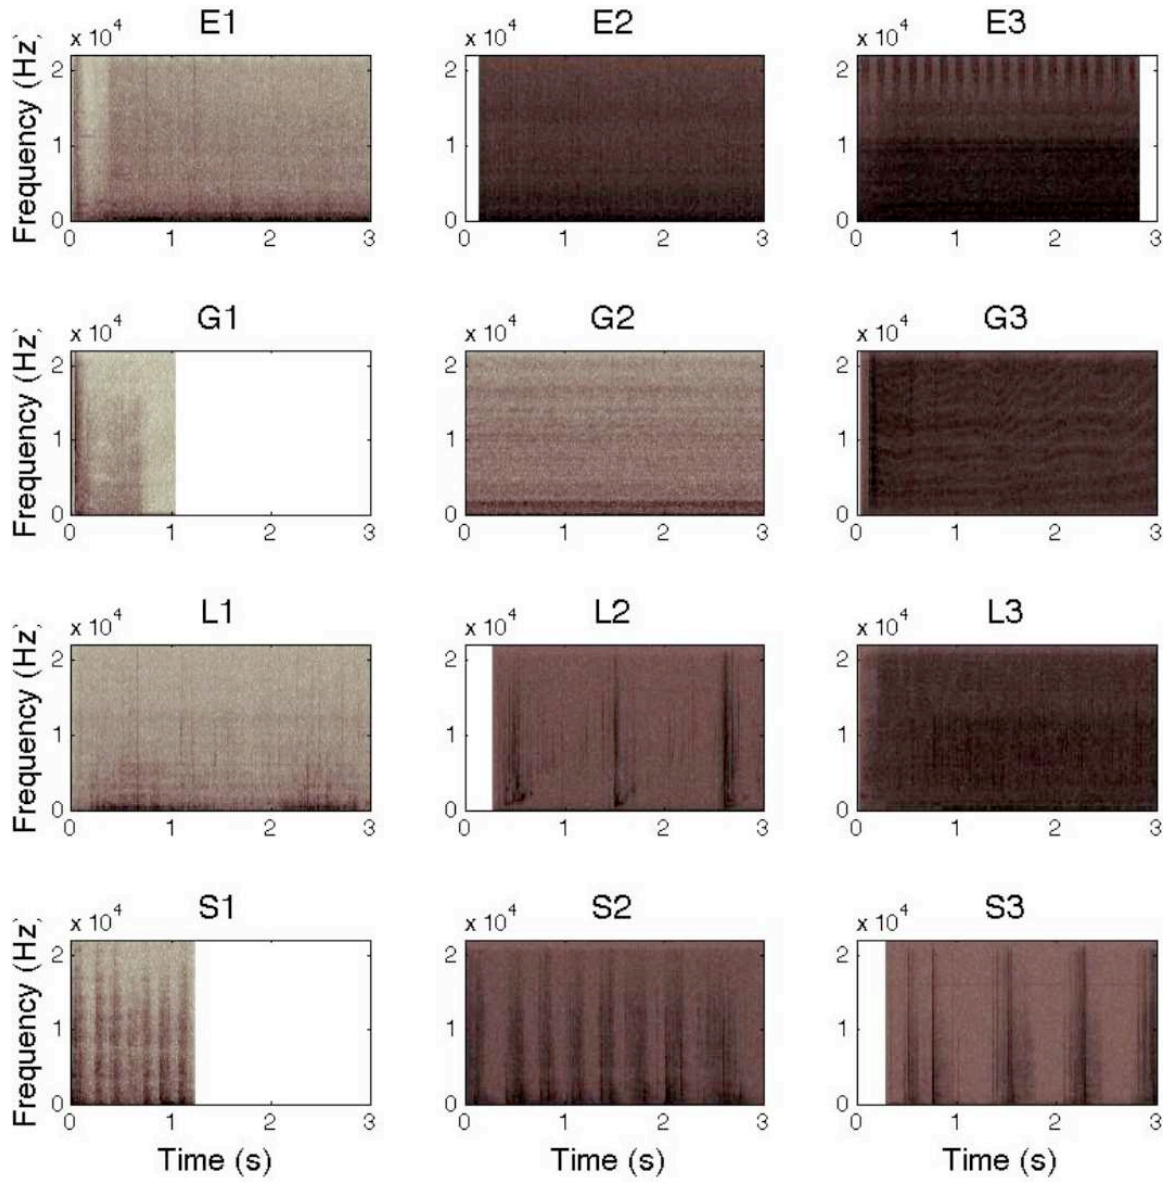 E1 E2 E3
x 10^4 x 10^4 x 10^4
Frequency (Hz)
2 2 2
1 1 1
0 0 0
0 1 2 3 0 1 2 3 0 1 2 3
G1 G2 G3
x 10^4 x 10^4 x 10^4
Frequency (Hz)
2 2 2
1 1 1
0 0 0
0 1 2 3 0 1 2 3 0 1 2 3
L1 L2 L3
x 10^4 x 10^4 x 10^4
Frequency (Hz)
2 2 2
1 1 1
0 0 0
0 1 2 3 0 1 2 3 0 1 2 3
S1 S2 S3
x 10^4 x 10^4 x 10^4
Frequency (Hz)
2 2 2
1 1 1
0 0 0
0 1 2 3 0 1 2 3 0 1 2 3
Time (s) Time (s) Time (s)